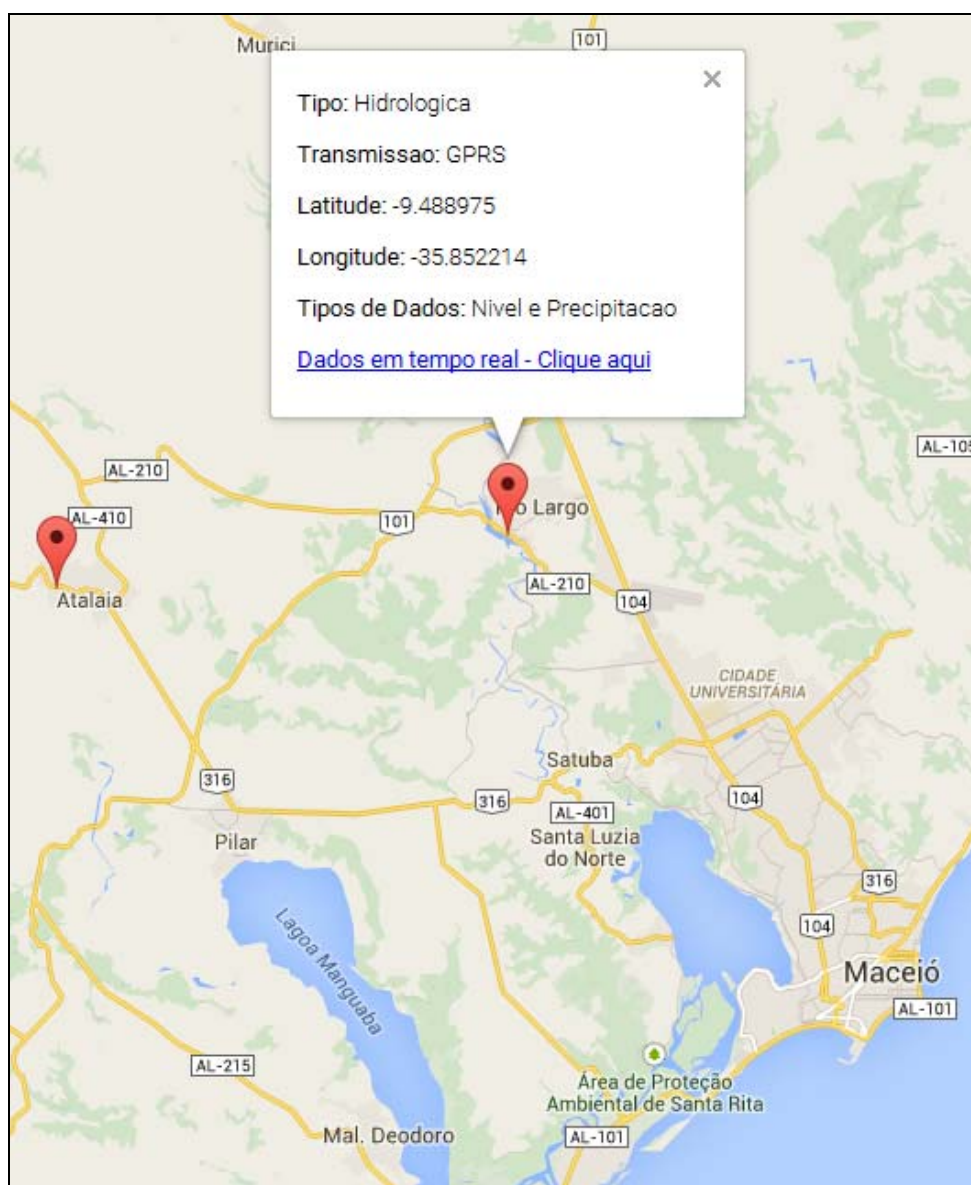 Murici
101
×
Tipo: Hidrologica
Transmissao: GPRS
Latitude: -9.488975
Longitude: -35.852214
Tipos de Dados: Nivel e Precipitacao
Dados em tempo real - Clique aqui
AL-105
AL-210
AL-410
101
Largo
Atalaia
AL-210
104
CIDADE
UNIVERSITÁRIA
Satuba
316
316
104
AL-401
Santa Luzia
do Norte
Pilar
316
104
Lagoa Manguaba
Maceió
AL-101
AL-215
Área de Proteção
Ambiental de Santa Rita
Mal. Deodoro
AL-101